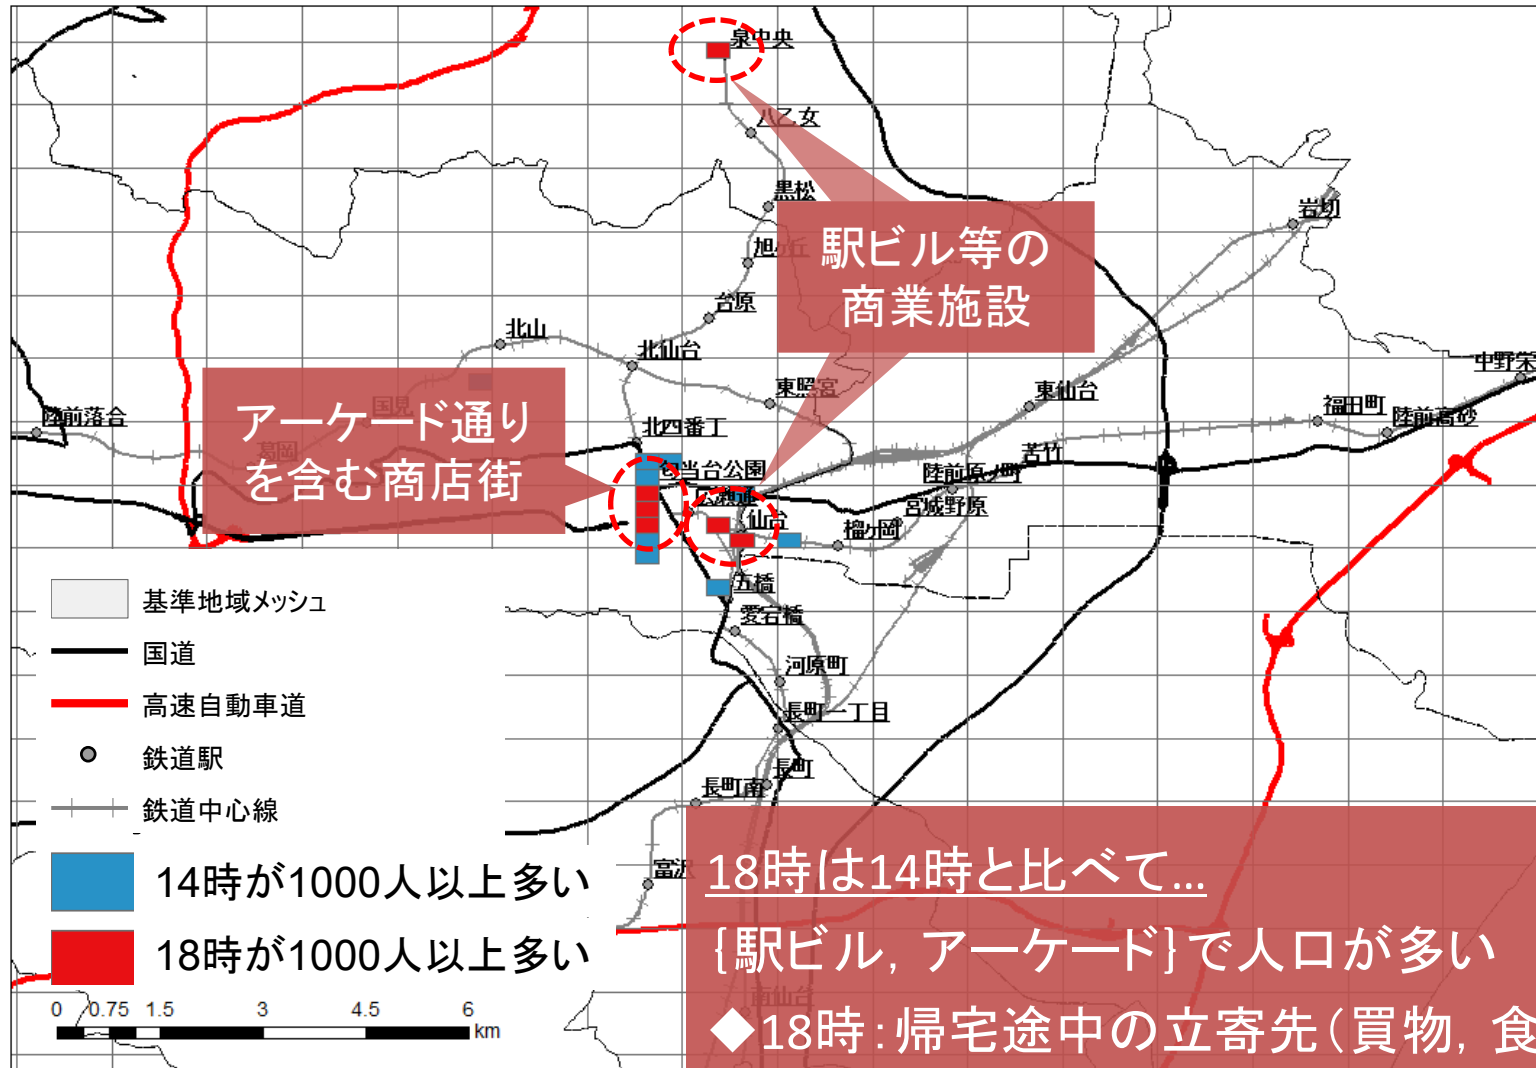 泉中央
八乙女
黒松
旭ヶ丘
台原
岩切
駅ビル等の
商業施設
北山
北仙台
東照宮
東仙台
中野栄
福田町
陸前高砂
陸前落合
国見
葛岡
北四番丁
アーケード通り
を含む商店街
勾当台公園
広瀬通
仙台
苦竹
陸前原ノ町
宮城野原
榴ヶ岡
五橋
愛宕橋
河原町
長町一丁目
長町
長町南
富沢
南仙台
基準地域メッシュ
国道
高速自動車道
鉄道駅
鉄道中心線
14時が1000人以上多い
18時が1000人以上多い
0 0.75 1.5 3 4.5 6
km
18時は14時と比べて…
{駅ビル, アーケード}で人口が多い
◆18時:帰宅途中の立寄先(買物, 食